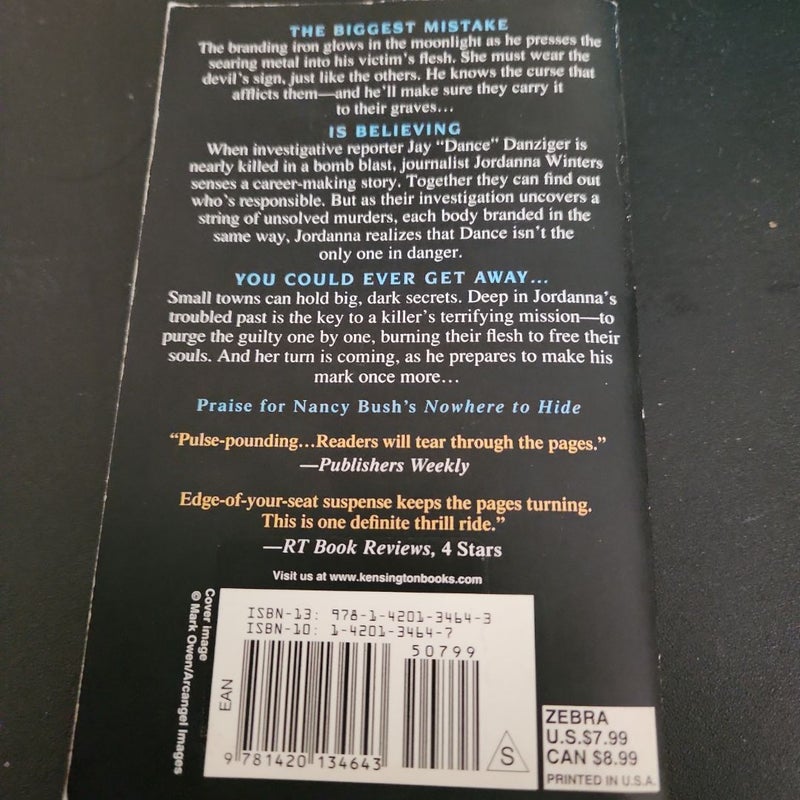 THE BIGGEST MISTAKE
The branding iron glows in the moonlight as he presses the
searing metal into his victim's flesh. She must wear the
devil's sign, just like the others. He knows the curse that
afflicts them—and he'll make sure they carry it
to their graves…
IS BELIEVING
When investigative reporter Jay "Dance" Danziger is
nearly killed in a bomb blast, journalist Jordanna Winters
senses a career-making story. Together they can find out
who's responsible. But as their investigation uncovers a
string of unsolved murders, each body branded in the
same way, Jordanna realizes that Dance isn't the
only one in danger.
YOU COULD EVER GET AWAY…
Small towns can hold big, dark secrets. Deep in Jordanna's
troubled past is the key to a killer's terrifying mission—to
purge the guilty one by one, burning their flesh to free their
souls. And her turn is coming, as he prepares to make his
mark once more…
Praise for Nancy Bush's Nowhere to Hide
"Pulse-pounding…Readers will tear through the pages."
—Publishers Weekly
Edge-of-your-seat suspense keeps the pages turning.
This is one definite thrill ride."
—RT Book Reviews, 4 Stars
Visit us at www.kensingtonbooks.com
Cover image
© Mark Owen/Arcangel Images
ISBN-13: 978-1-4201-3464-3
ISBN-10: 1-4201-3464-7
50799
EAN
9 781420 134643
S
ZEBRA
U.S.$7.99
CAN $8.99
PRINTED IN U.S.A.